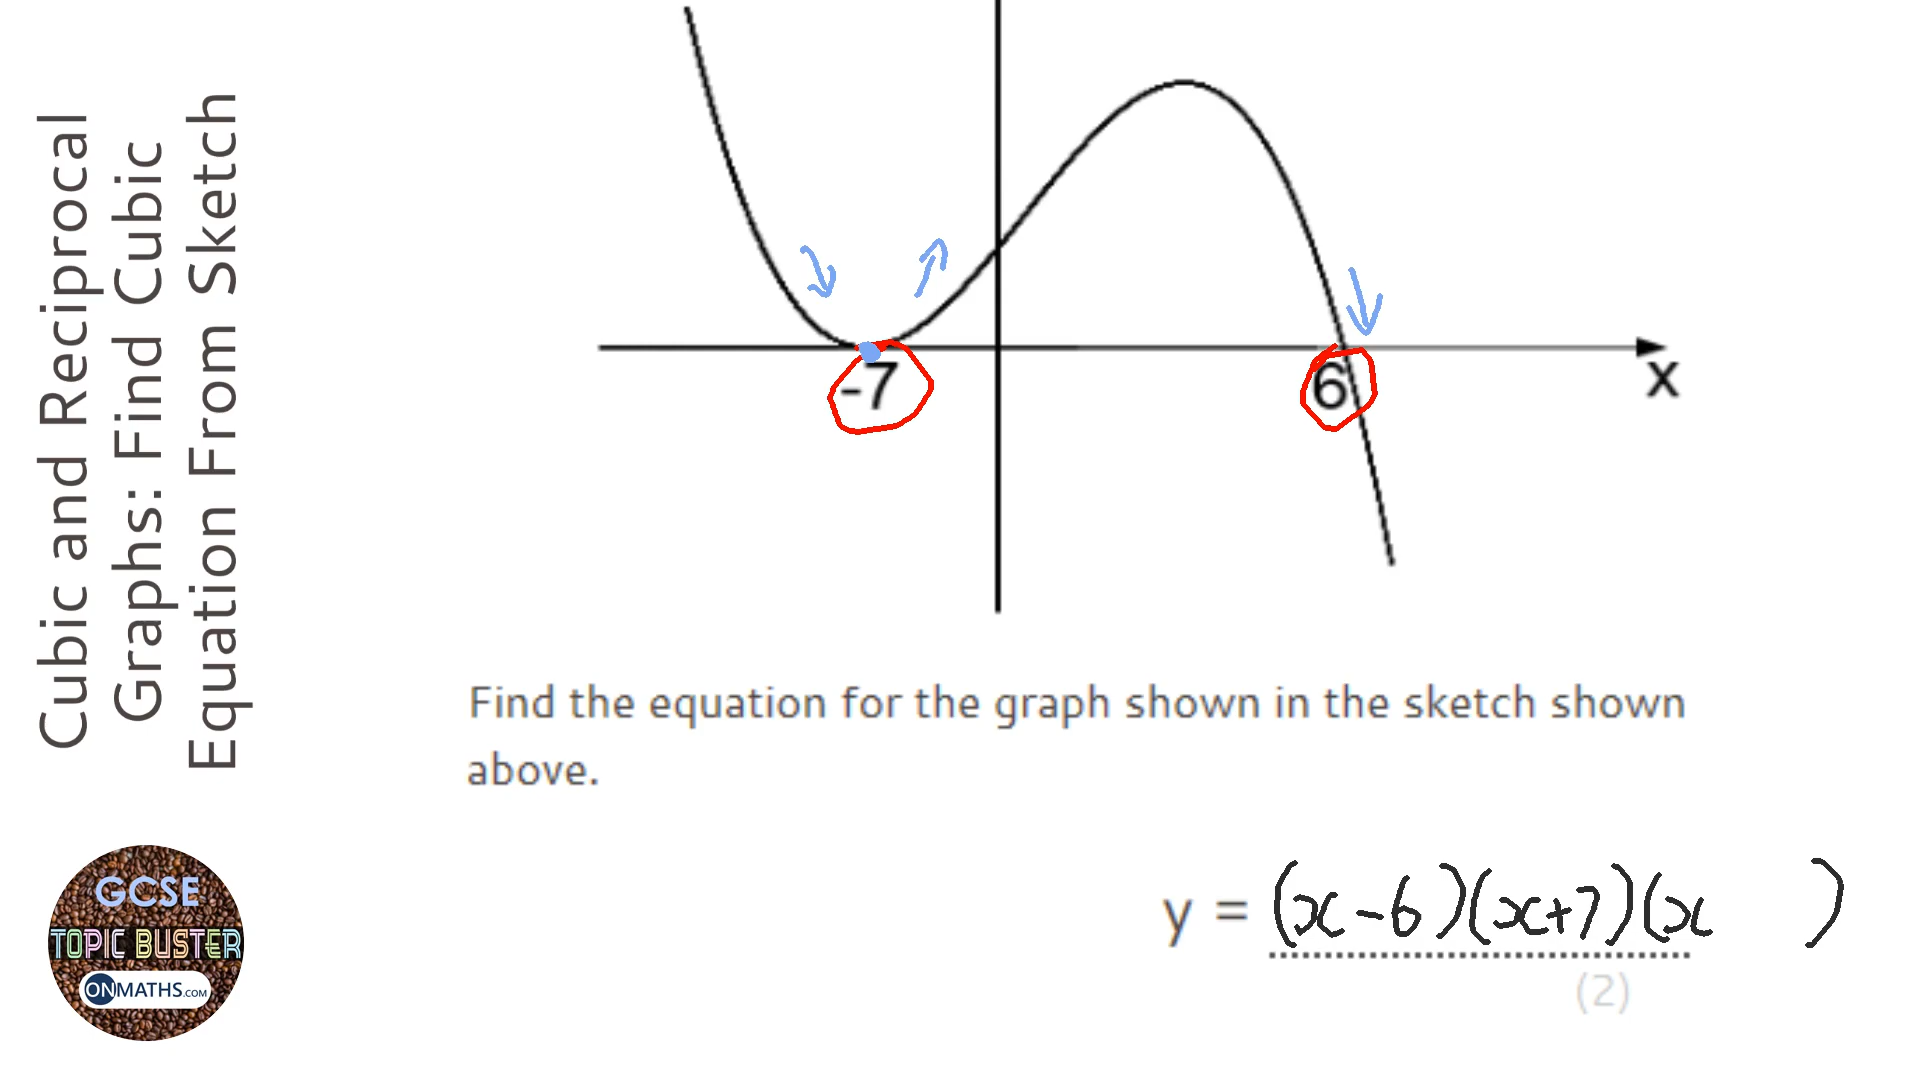 Cubic and Reciprocal
Graphs: Find Cubic
Equation From Sketch
-7
6
x
Find the equation for the graph shown in the sketch shown
above.
y = (x-6)(x+7)(x )
(2)
GCSE
TOPIC BUSTER
ONMATHS.COM